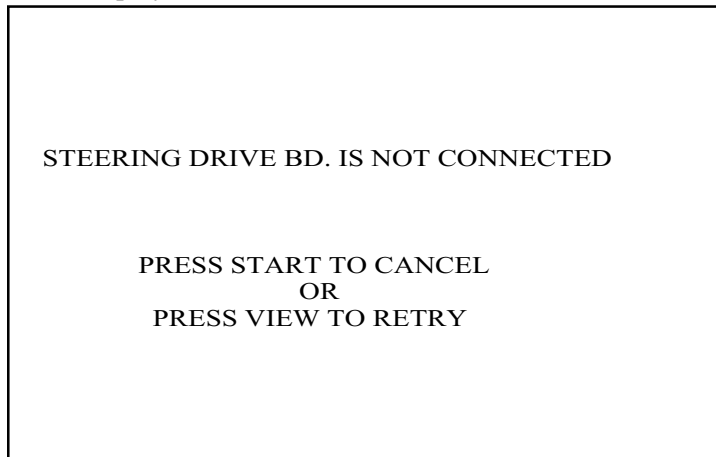 STEERING DRIVE BD. IS NOT CONNECTED
PRESS START TO CANCEL
OR
PRESS VIEW TO RETRY